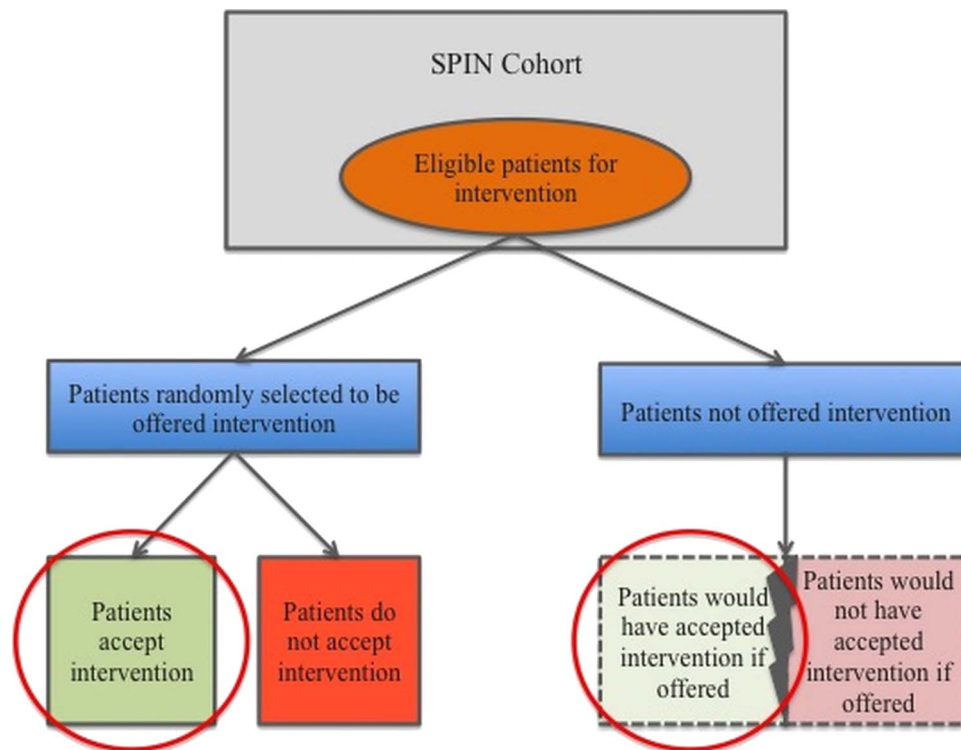 SPIN Cohort
Eligible patients for
intervention
Patients randomly selected to be
offered intervention
Patients not offered intervention
Patients
accept
intervention
Patients do
not accept
intervention
Patients would
have accepted
intervention if
offered
Patients would
not have
accepted
intervention if
offered